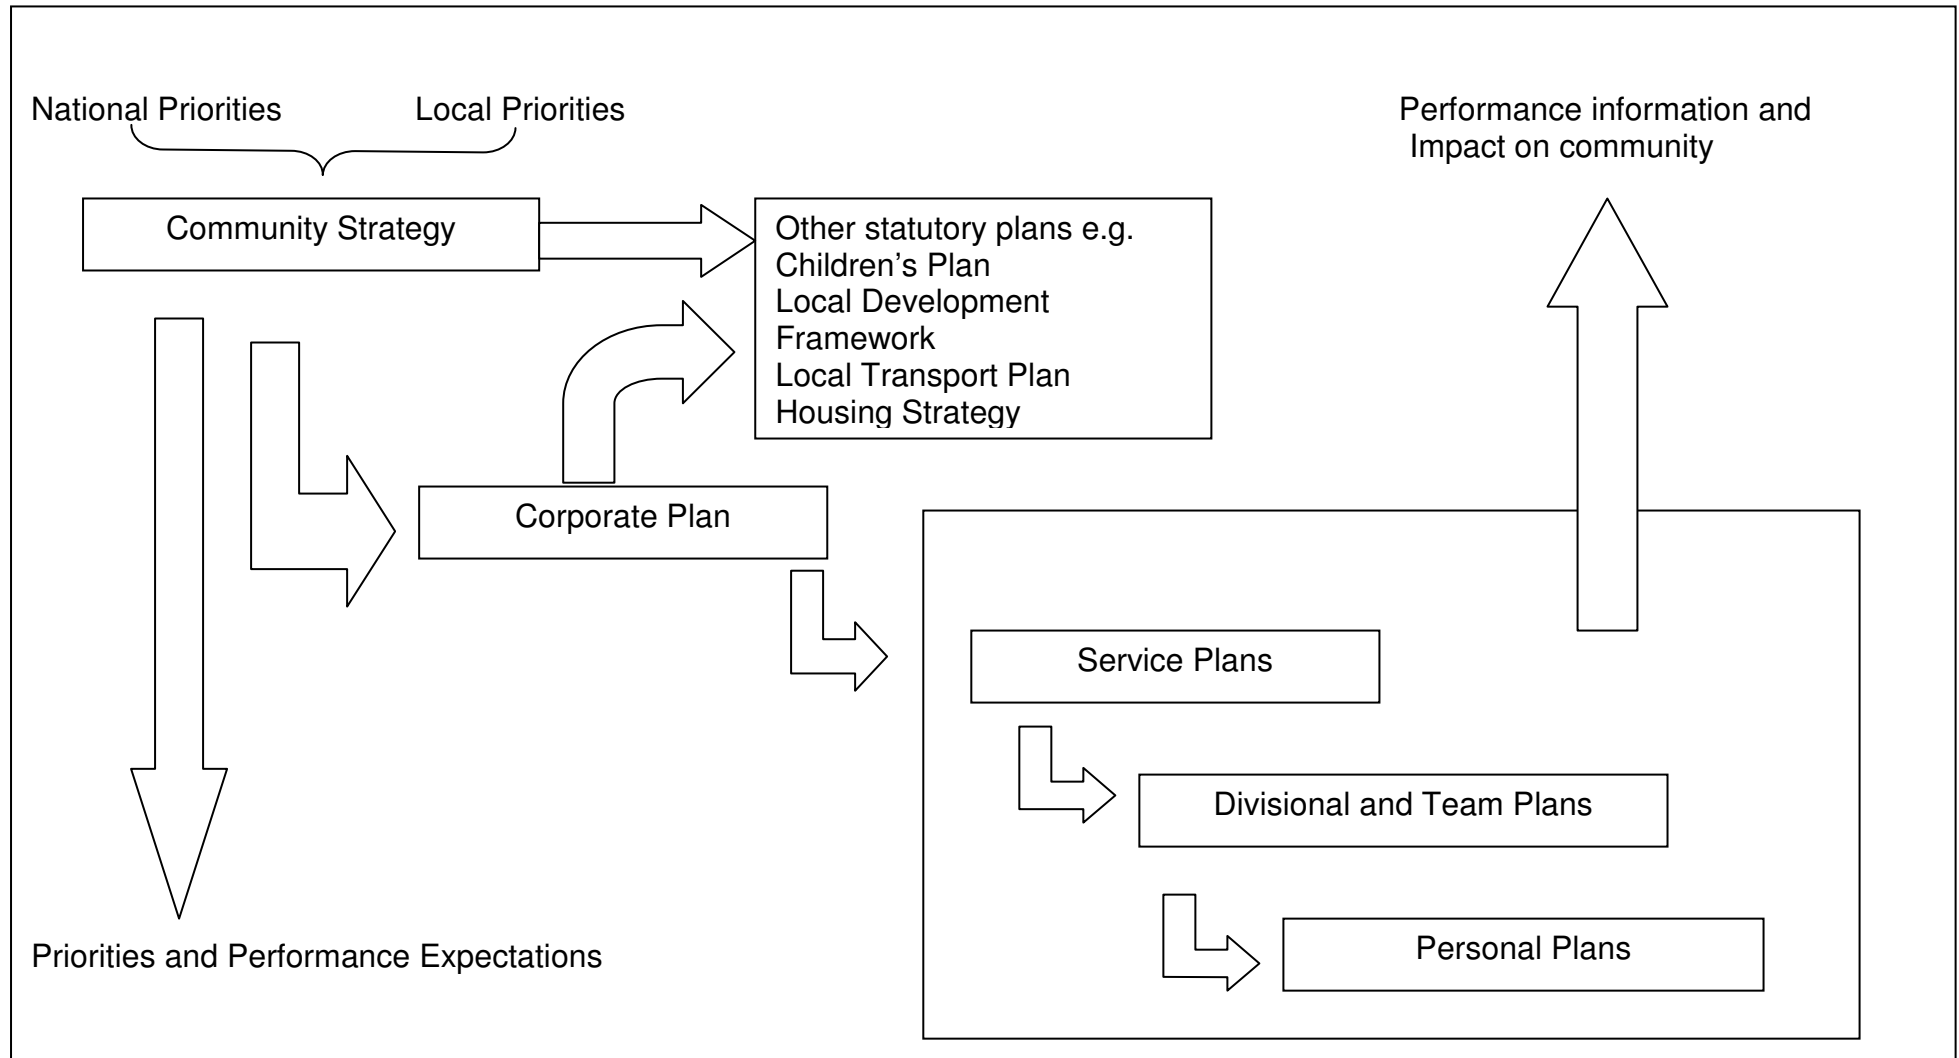 National Priorities
Local Priorities
Performance information and
Impact on community
Community Strategy
Other statutory plans e.g.
Children's Plan
Local Development
Framework
Local Transport Plan
Housing Strategy
Corporate Plan
Service Plans
Divisional and Team Plans
Personal Plans
Priorities and Performance Expectations